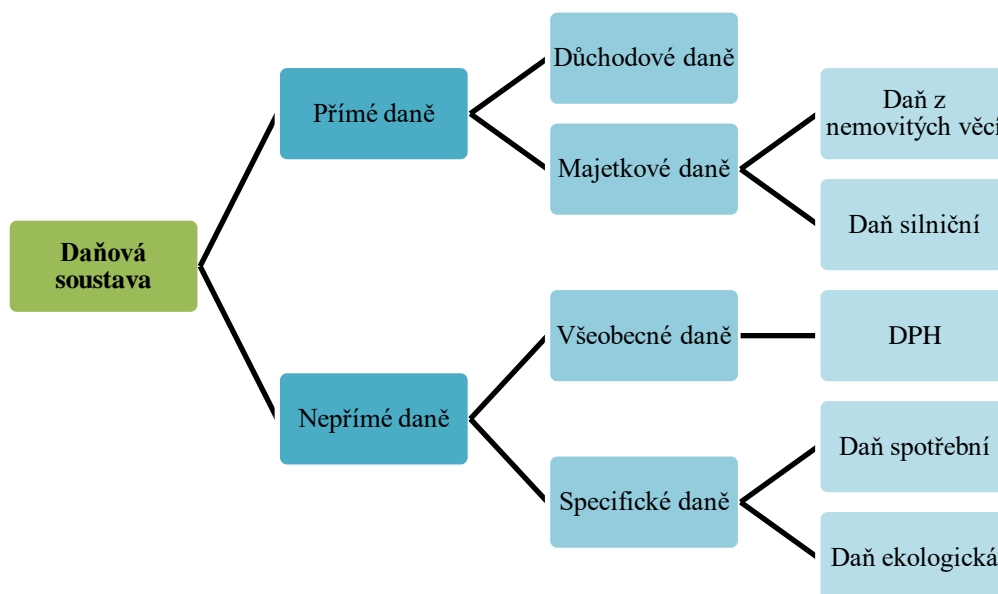 Daňová
soustava
Přímé daně
Důchodové daně
Majetkové daně
Daň z
nemovitých věcí
Daň silniční
Nepřímé daně
Všeobecné daně
DPH
Specifické daně
Daň spotřební
Daň ekologická